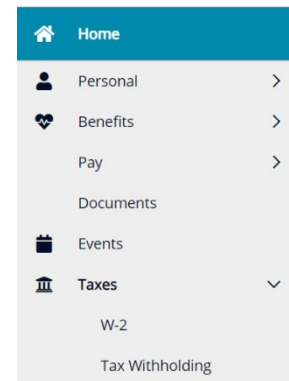 Home
Personal
Benefits
Pay
Documents
Events
Taxes
W-2
Tax Withholding